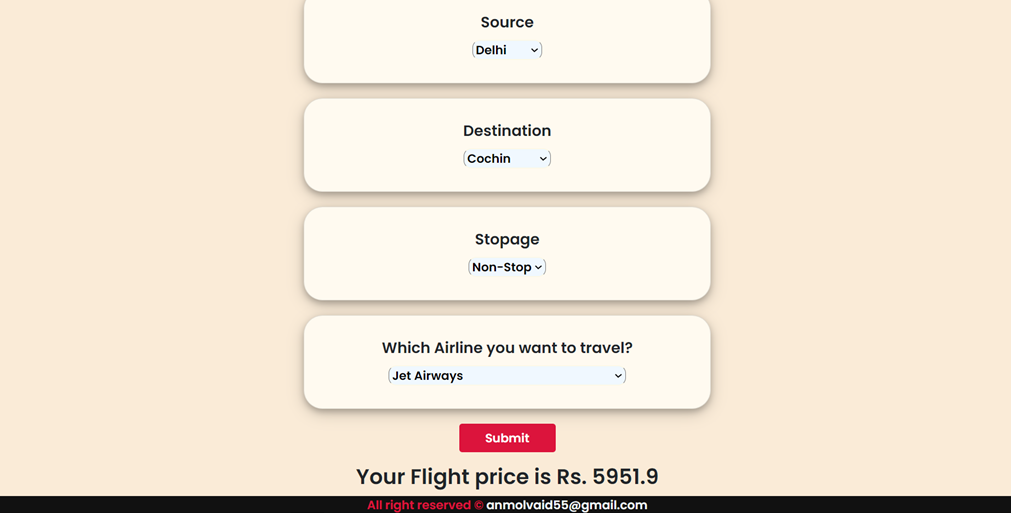 Source
Delhi
Destination
Cochin
Stopage
Non-Stop
Which Airline you want to travel?
Jet Airways
Submit
Your Flight price is Rs. 5951.9
All right reserved © anmolvaid55@gmail.com